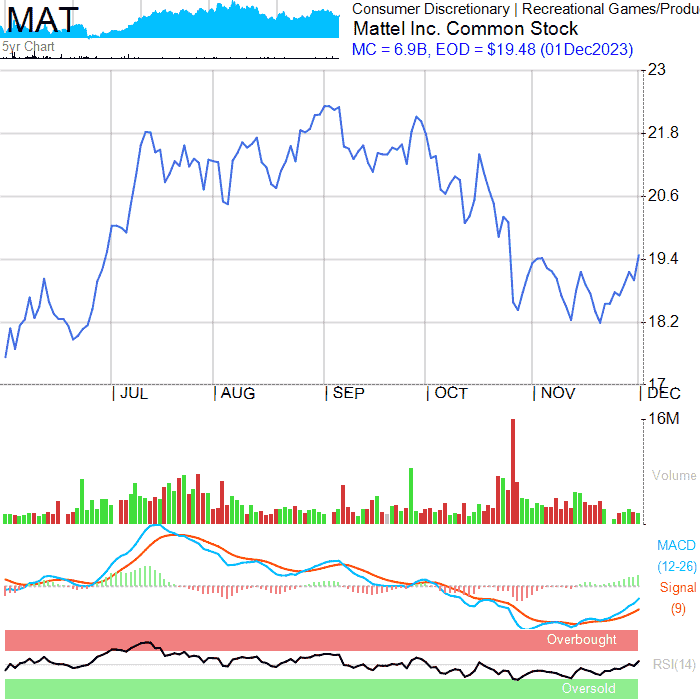 MAT
5yr Chart
Consumer Discretionary | Recreational Games/Produ
Mattel Inc. Common Stock
MC = 6.9B, EOD = $19.48 (01Dec2023)
23
21.8
20.6
19.4
18.2
17
JUL
AUG
SEP
OCT
NOV
DEC
16M
Volume
MACD
(12-26)
Signal
(9)
Overbought
RSI(14)
Oversold